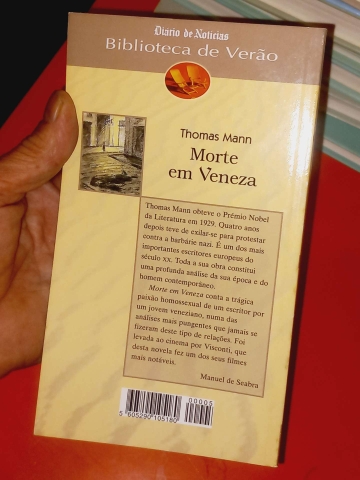 Diario de Notícias
Biblioteca de Verão
Thomas Mann
Morte
em Veneza
Thomas Mann obteve o Prémio Nobel
da Literatura em 1929. Quatro anos
depois teve de exilar-se para protestar
contra a barbárie nazi. É um dos mais
importantes escritores europeus do
século XX. Toda a sua obra constitui
uma profunda análise da sua época e do
homem contemporâneo.
Morte em Veneza conta a trágica
paixão homossexual de um escritor por
um jovem veneziano, numa das
análises mais pungentes que jamais se
fizeram deste tipo de relações. Foi
levada ao cinema por Visconti, que
desta novela fez um dos seus filmes
mais notáveis.
Manuel de Seabra
00005
5 605290 105180